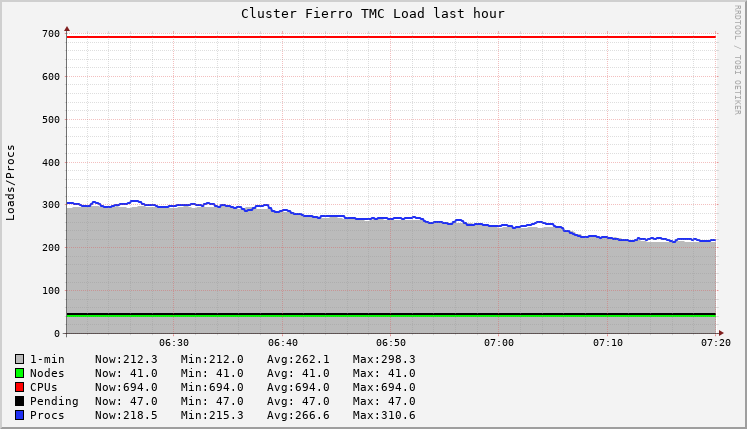 Cluster Fierro TMC Load last hour
RRDTOOL / TOBI OETIKER
Loads/Procs
700
600
500
400
300
200
100
0
06:30 06:40 06:50 07:00 07:10 07:20
1-min Now:212.3 Min:212.0 Avg:262.1 Max:298.3
Nodes Now: 41.0 Min: 41.0 Avg: 41.0 Max: 41.0
CPUs Now:694.0 Min:694.0 Avg:694.0 Max:694.0
Pending Now: 47.0 Min: 47.0 Avg: 47.0 Max: 47.0
Procs Now:218.5 Min:215.3 Avg:266.6 Max:310.6